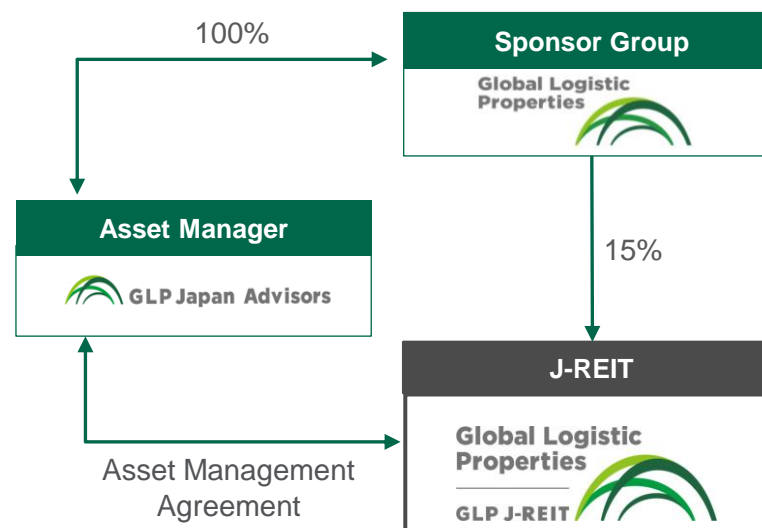 100%
Sponsor Group
Global Logistic
Properties
Asset Manager
GLP Japan Advisors
15%
J-REIT
Global Logistic
Properties
GLP J-REIT
Asset Management
Agreement